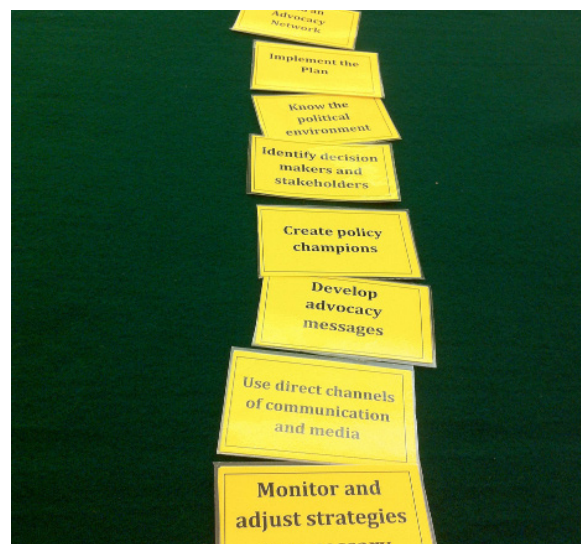 an
Advocacy
Network
Implement the
Plan
Know the
political
environment
Identify decision
makers and
stakeholders
Create policy
champions
Develop
advocacy
messages
Use direct channels
of communication
and media
Monitor and
adjust strategies